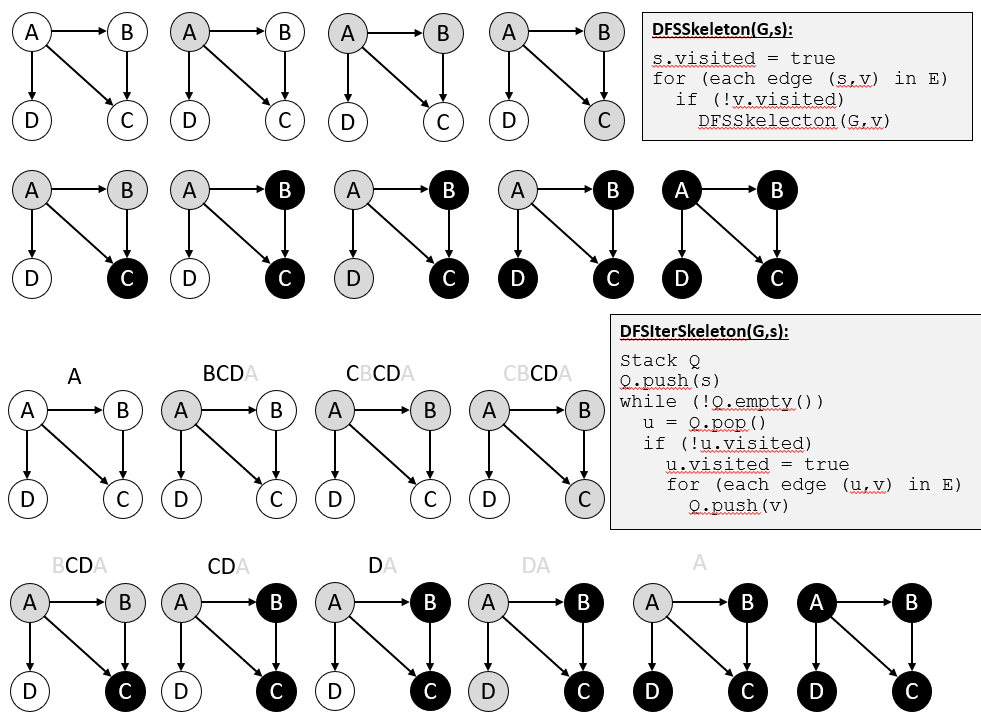 A B A B A B A B
D C D C D C D C
DFSSkeleton(G,s):
s.visited = true
for (each edge (s,v) in E)
if (!v.visited)
DFSSkelecton(G,v)
A B A B A B A B A B
D C D C D C D C D C
DFSIterSkeleton(G,s):
Stack Q
Q.push(s)
while (!Q.empty())
u = Q.pop()
if (!u.visited)
u.visited = true
for (each edge (u,v) in E)
Q.push(v)
A BCDA CBCDA CBCDA
A B A B A B A B
D C D C D C D C
BCDA CDA DA DA A
A B A B A B A B A B A B
D C D C D C D C D C D C